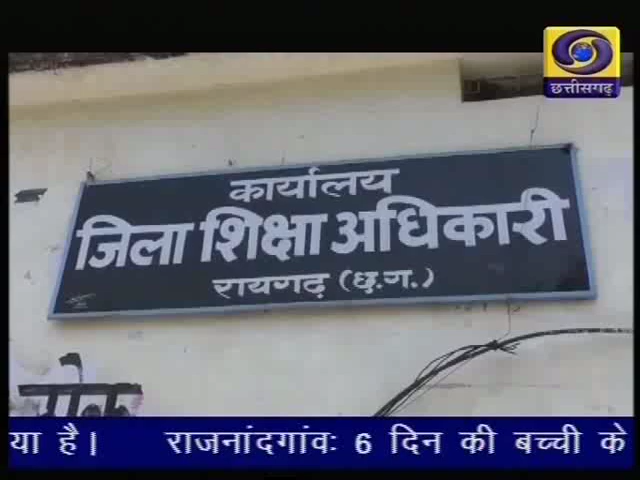 छत्तीसगढ़
कार्यालय
जिला शिक्षा अधिकारी
रायगढ़ (छ.ग.)
या है। राजनांदगांवः 6 दिन की बच्ची के